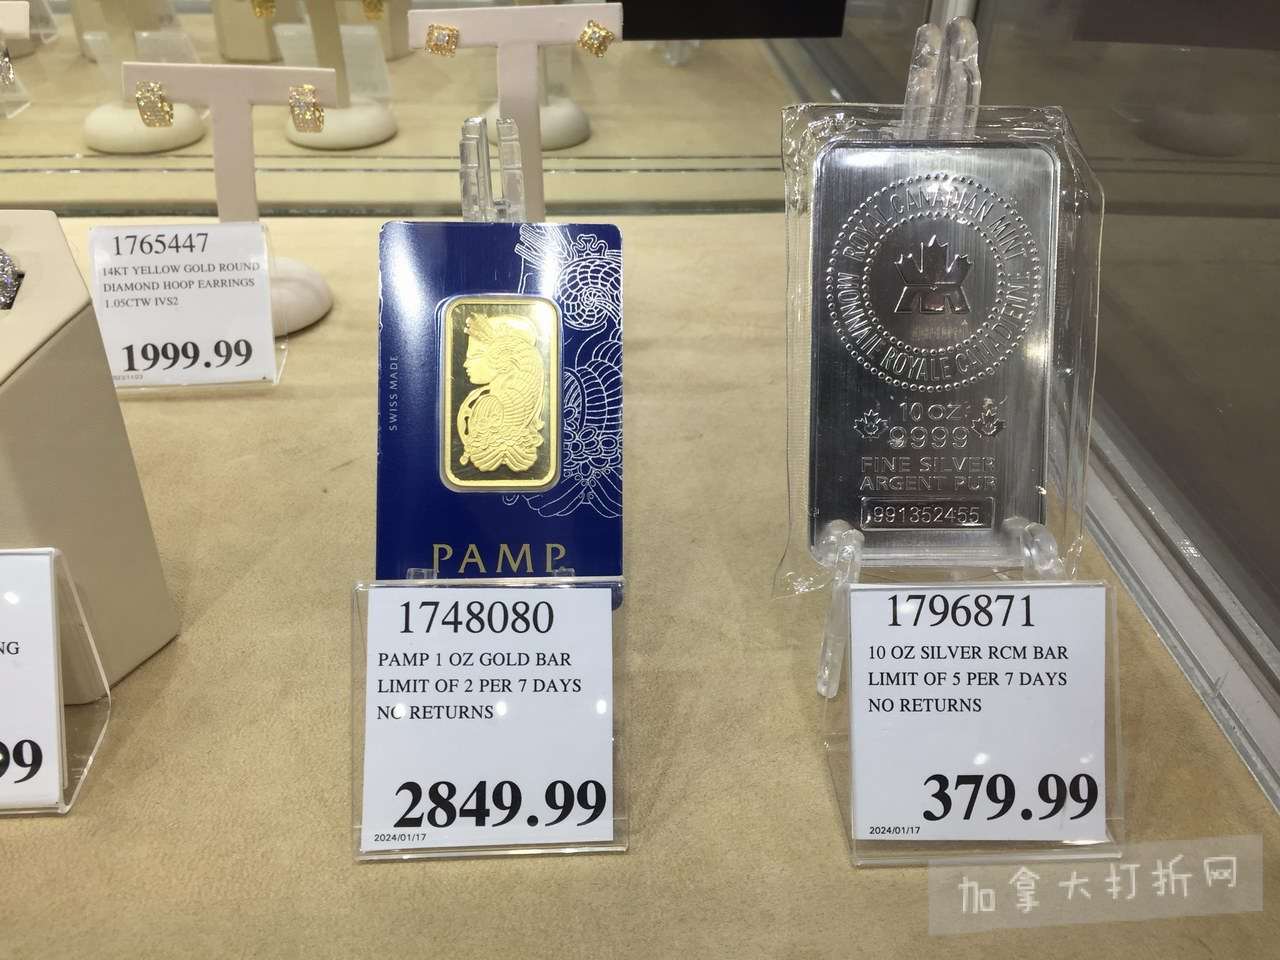 1765447
14KT YELLOW GOLD ROUND
DIAMOND HOOP EARRINGS
1.05CTW IVS2
1999.99
SWISS MADE
PAMP
1748080
PAMP 1 OZ GOLD BAR
LIMIT OF 2 PER 7 DAYS
NO RETURNS
2849.99
2024/01/17
ROYAL CANADIAN MINT
MONNAIE ROYALE CANADIENNE
10 OZ
9999
FINE SILVER
ARGENT PUR
991352455
1796871
10 OZ SILVER RCM BAR
LIMIT OF 5 PER 7 DAYS
NO RETURNS
379.99
2024/01/17
NG
99
加拿大打折网